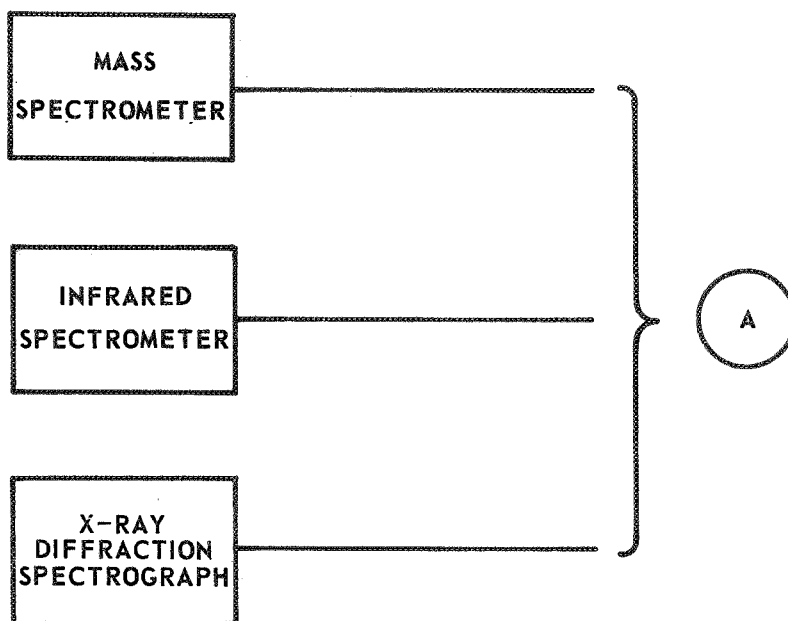 MASS
SPECTROMETER
INFRARED
SPECTROMETER
A
X-RAY
DIFFRACTION
SPECTROGRAPH